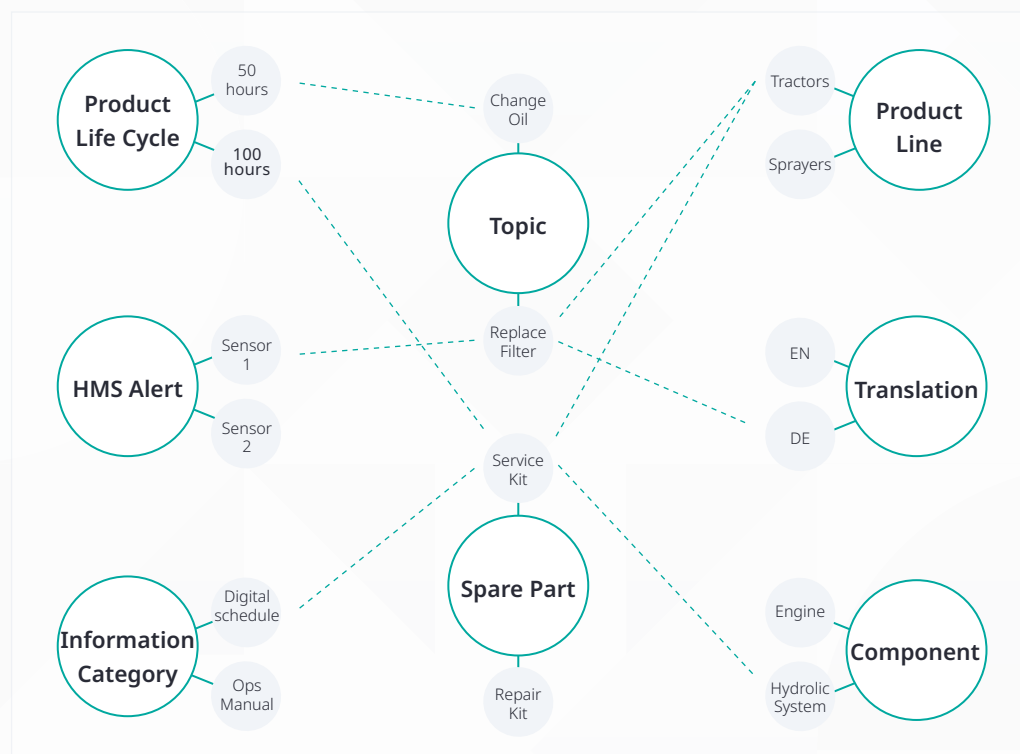 Product
Life Cycle
50
hours
100
hours
Change
Oil
Topic
Replace
Filter
Tractors
Sprayers
Product
Line
HMS Alert
Sensor
1
Sensor
2
EN
DE
Translation
Service
Kit
Spare Part
Repair
Kit
Information
Category
Digital
schedule
Ops
Manual
Engine
Hydrolic
System
Component